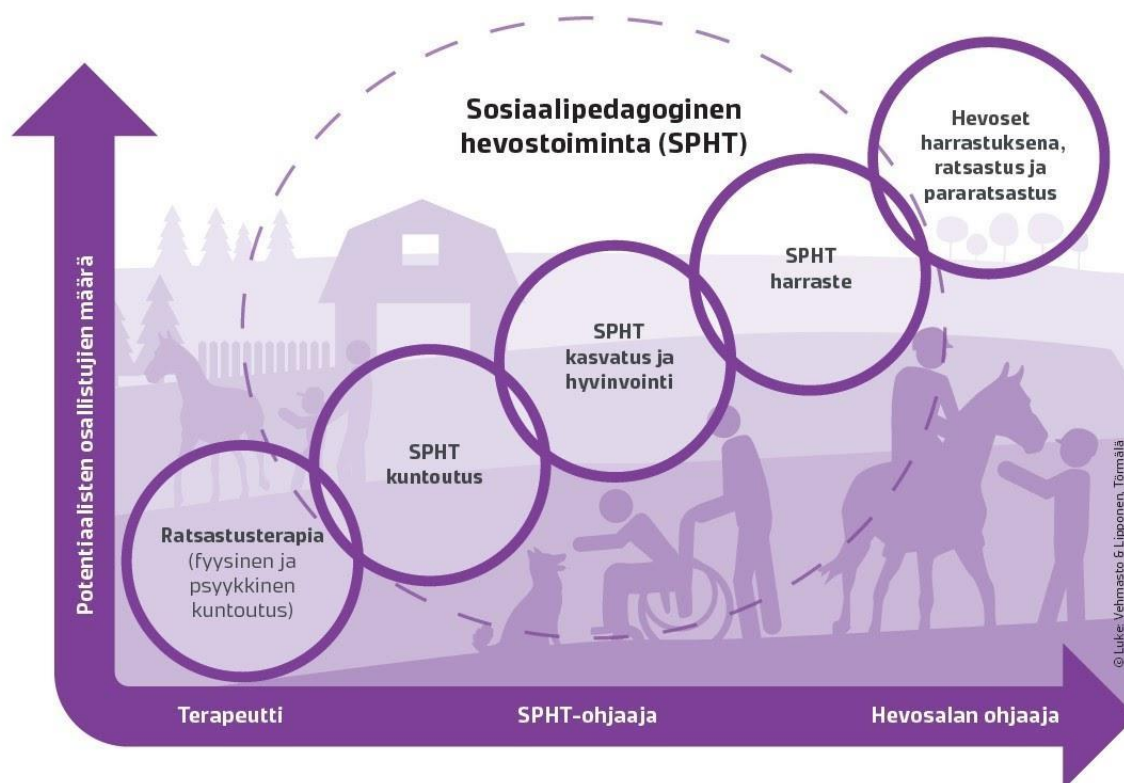 Sosiaalipedagoginen
hevostoiminta (SPHT)
Hevoset
harrastuksena,
ratsastus ja
pararatsastus
SPHT
harraste
SPHT
kasvatus ja
hyvinvointi
SPHT
kuntoutus
Ratsastusterapia
(fyysinen ja
psyykkinen
kuntoutus)
Potentiaalisten osallistujien määrä
Terapeutti
SPHT-ohjaaja
Hevosalan ohjaaja
© Luke: Vehmasto & Lipponen, Törmälä